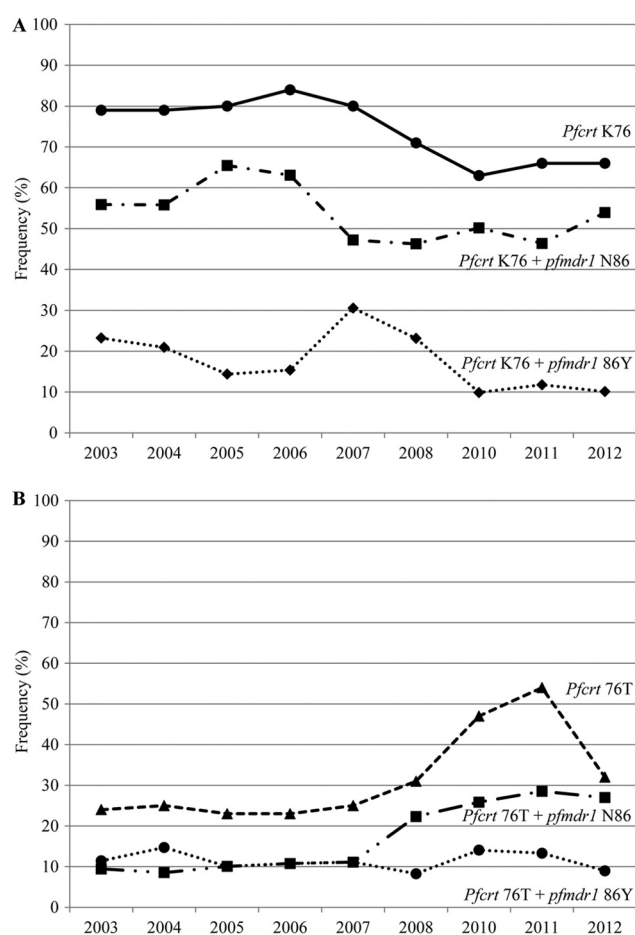 A
100
90
80
70
60
50
40
30
20
10
0
Frequency (%)
Pfcrt K76
Pfcrt K76 + pfmdr1 N86
Pfcrt K76 + pfmdr1 86Y
2003 2004 2005 2006 2007 2008 2010 2011 2012
B
100
90
80
70
60
50
40
30
20
10
0
Frequency (%)
Pfcrt 76T
Pfcrt 76T + pfmdr1 N86
Pfcrt 76T + pfmdr1 86Y
2003 2004 2005 2006 2007 2008 2010 2011 2012